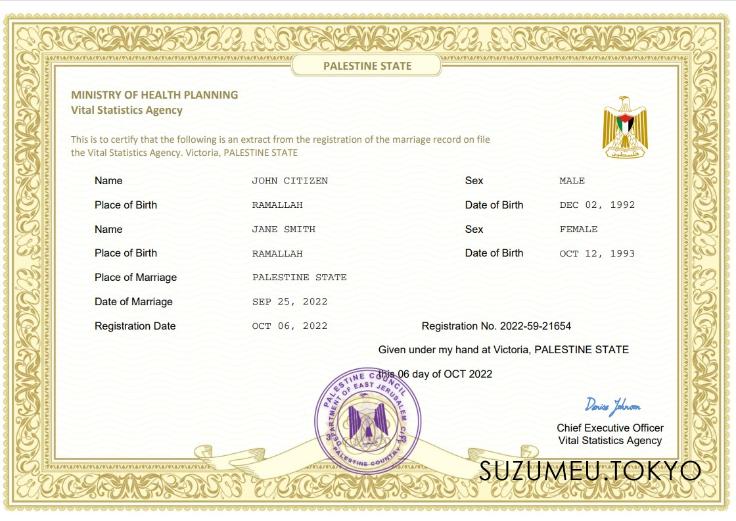 PALESTINE STATE
MINISTRY OF HEALTH PLANNING
Vital Statistics Agency
This is to certify that the following is an extract from the registration of the marriage record on file
the Vital Statistics Agency. Victoria, PALESTINE STATE
Name JOHN CITIZEN Sex MALE
Place of Birth RAMALLAH Date of Birth DEC 02, 1992
Name JANE SMITH Sex FEMALE
Place of Birth RAMALLAH Date of Birth OCT 12, 1993
Place of Marriage PALESTINE STATE
Date of Marriage SEP 25, 2022
Registration Date OCT 06, 2022 Registration No. 2022-59-21654
Given under my hand at Victoria, PALESTINE STATE
this 06 day of OCT 2022
PALESTINE COUNCIL
OF EAST JERUSALEM
PALESTINE COUNTRY
Denise Johnson
Chief Executive Officer
Vital Statistics Agency
SUZUMEU.TOKYO